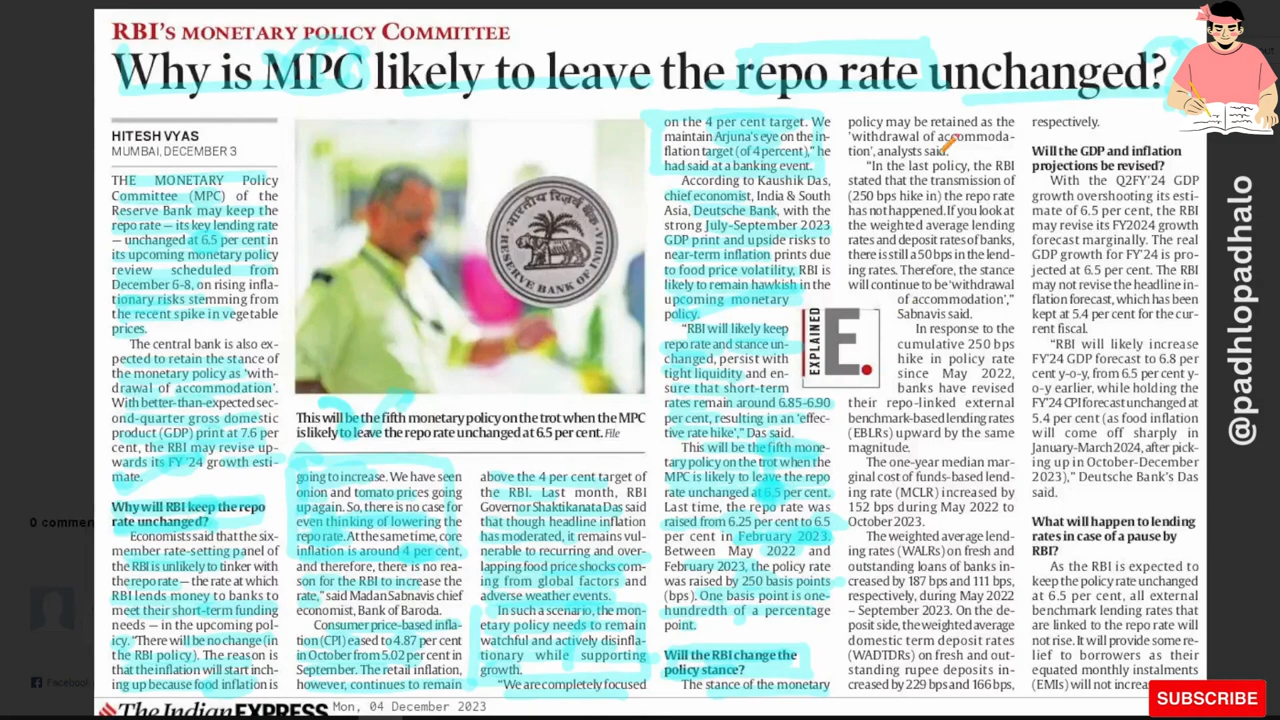 RBI's MONETARY POLICY COMMITTEE
Why is MPC likely to leave the repo rate unchanged?
HITESH VYAS
MUMBAI, DECEMBER 3
THE MONETARY Policy
Committee (MPC) of the
Reserve Bank may keep the
repo rate — its key lending rate
— unchanged at 6.5 per cent in
its upcoming monetary policy
review scheduled from
December 6-8, on rising infla-
tionary risks stemming from
the recent spike in vegetable
prices.
The central bank is also ex-
pected to retain the stance of
the monetary policy as 'with-
drawal of accommodation'.
With better-than-expected sec-
ond-quarter gross domestic
product (GDP) print at 7.6 per
cent, the RBI may revise up-
wards its FY '24 growth esti-
mate.
Why will RBI keep the repo
rate unchanged?
Economists said that the six-
member rate-setting panel of
the RBI is unlikely to tinker with
the repo rate — the rate at which
RBI lends money to banks to
meet their short-term funding
needs — in the upcoming pol-
icy. "There will be no change (in
the RBI policy). The reason is
that the inflation will start inch-
ing up because food inflation is
भारतीय रिज़र्व बैंक
RESERVE BANK OF INDIA
This will be the fifth monetary policy on the trot when the MPC
is likely to leave the repo rate unchanged at 6.5 per cent. File
going to increase. We have seen
onion and tomato prices going
up again. So, there is no case for
even thinking of lowering the
repo rate. At the same time, core
inflation is around 4 per cent,
and therefore, there is no rea-
son for the RBI to increase the
rate," said Madan Sabnavis chief
economist, Bank of Baroda.
Consumer price-based infla-
tion (CPI) eased to 4.87 per cent
in October from 5.02 per cent in
September. The retail inflation,
however, continues to remain
above the 4 per cent target of
the RBI. Last month, RBI
Governor Shaktikanata Das said
that though headline inflation
has moderated, it remains vul-
nerable to recurring and over-
lapping food price shocks com-
ing from global factors and
adverse weather events.
In such a scenario, the mon-
etary policy needs to remain
watchful and actively disinfla-
tionary while supporting
growth.
"We are completely focused
on the 4 per cent target. We
maintain Arjuna's eye on the in-
flation target (of 4 percent)," he
had said at a banking event.
According to Kaushik Das,
chief economist, India & South
Asia, Deutsche Bank, with the
strong July-September 2023
GDP print and upside risks to
near-term inflation prints due
to food price volatility, RBI is
likely to remain hawkish in the
upcoming monetary
policy.
"RBI will likely keep
repo rate and stance un-
changed, persist with
tight liquidity and en-
sure that short-term
rates remain around 6.85-6.90
per cent, resulting in an 'effec-
tive rate hike'," Das said.
This will be the fifth mone-
tary policy on the trot when the
MPC is likely to leave the repo
rate unchanged at 6.5 per cent.
Last time, the repo rate was
raised from 6.25 per cent to 6.5
per cent in February 2023.
Between May 2022 and
February 2023, the policy rate
was raised by 250 basis points
(bps). One basis point is one-
hundredth of a percentage
point.
Will the RBI change the
policy stance?
The stance of the monetary
policy may be retained as the
'withdrawal of accommoda-
tion', analysts said.
"In the last policy, the RBI
stated that the transmission of
(250 bps hike in) the repo rate
has not happened. If you look at
the weighted average lending
rates and deposit rates of banks,
there is still a 50 bps in the lend-
ing rates. Therefore, the stance
will continue to be 'withdrawal
of accommodation',"
Sabnavis said.
In response to the
cumulative 250 bps
hike in policy rate
since May 2022,
banks have revised
their repo-linked external
benchmark-based lending rates
(EBLRs) upward by the same
magnitude.
The one-year median mar-
ginal cost of funds-based lend-
ing rate (MCLR) increased by
152 bps during May 2022 to
October 2023.
The weighted average lend-
ing rates (WALRs) on fresh and
outstanding loans of banks in-
creased by 187 bps and 111 bps,
respectively, during May 2022
– September 2023. On the de-
posit side, the weighted average
domestic term deposit rates
(WADTDRs) on fresh and out-
standing rupee deposits in-
creased by 229 bps and 166 bps,
EXPLAINED
E.
respectively.
Will the GDP and inflation
projections be revised?
With the Q2FY'24 GDP
growth overshooting its esti-
mate of 6.5 per cent, the RBI
may revise its FY2024 growth
forecast marginally. The real
GDP growth for FY'24 is pro-
jected at 6.5 per cent. The RBI
may not revise the headline in-
flation forecast, which has been
kept at 5.4 per cent for the cur-
rent fiscal.
"RBI will likely increase
FY'24 GDP forecast to 6.8 per
cent y-o-y, from 6.5 per cent y-
o-y earlier, while holding the
FY'24 CPI forecast unchanged at
5.4 per cent (as food inflation
will come off sharply in
January-March 2024, after pick-
ing up in October-December
2023)," Deutsche Bank's Das
said.
What will happen to lending
rates in case of a pause by
RBI?
As the RBI is expected to
keep the policy rate unchanged
at 6.5 per cent, all external
benchmark lending rates that
are linked to the repo rate will
not rise. It will provide some re-
lief to borrowers as their
equated monthly instalments
(EMIs) will not increa
The Indian EXPRESS
Mon, 04 December 2023
0 commen
Facebook
@padhlopadhalo
SUBSCRIBE